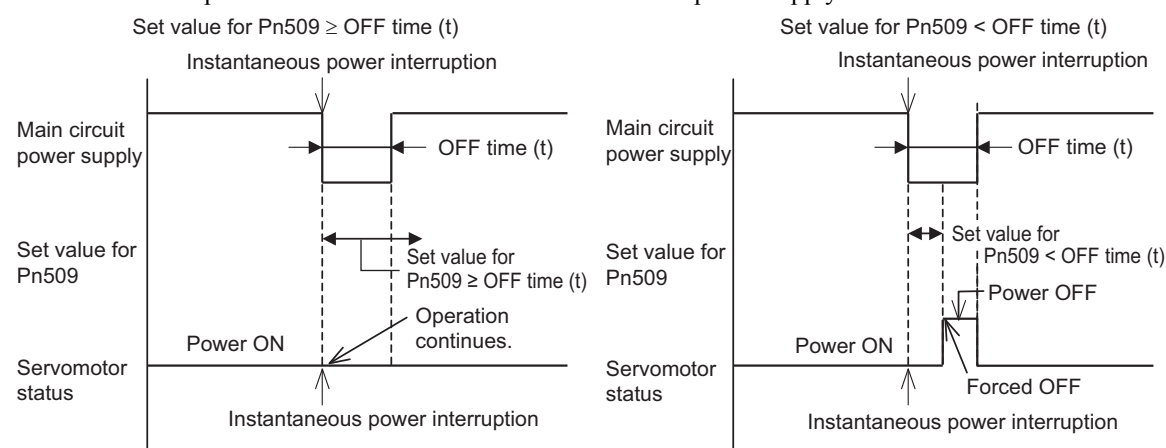 Set value for Pn509 ≥ OFF time (t)
Instantaneous power interruption
Main circuit
power supply
OFF time (t)
Set value for
Pn509
Set value for
Pn509 ≥ OFF time (t)
Operation
continues.
Power ON
Servomotor
status
Instantaneous power interruption
Set value for Pn509 < OFF time (t)
Instantaneous power interruption
Main circuit
power supply
OFF time (t)
Set value for
Pn509
Set value for
Pn509 < OFF time (t)
Power OFF
Power ON
Servomotor
status
Forced OFF
Instantaneous power interruption